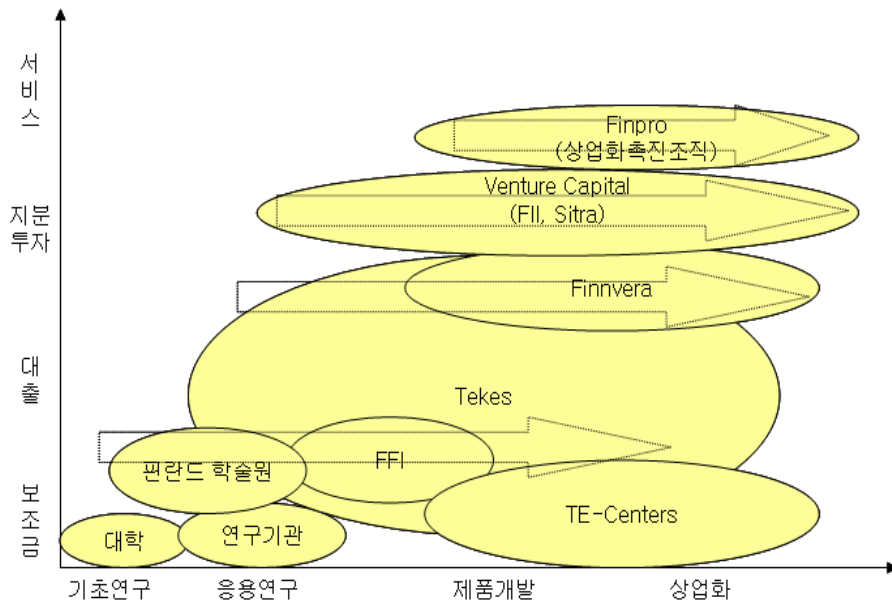 서비스
Finpro
(상업화촉진조직)
Venture Capital
(FII, Sitra)
지분
투자
Finnvera
대출
Tekes
FFI
핀란드 학술원
보조금
TE-Centers
연구기관
대학
기초연구
응용연구
제품개발
상업화